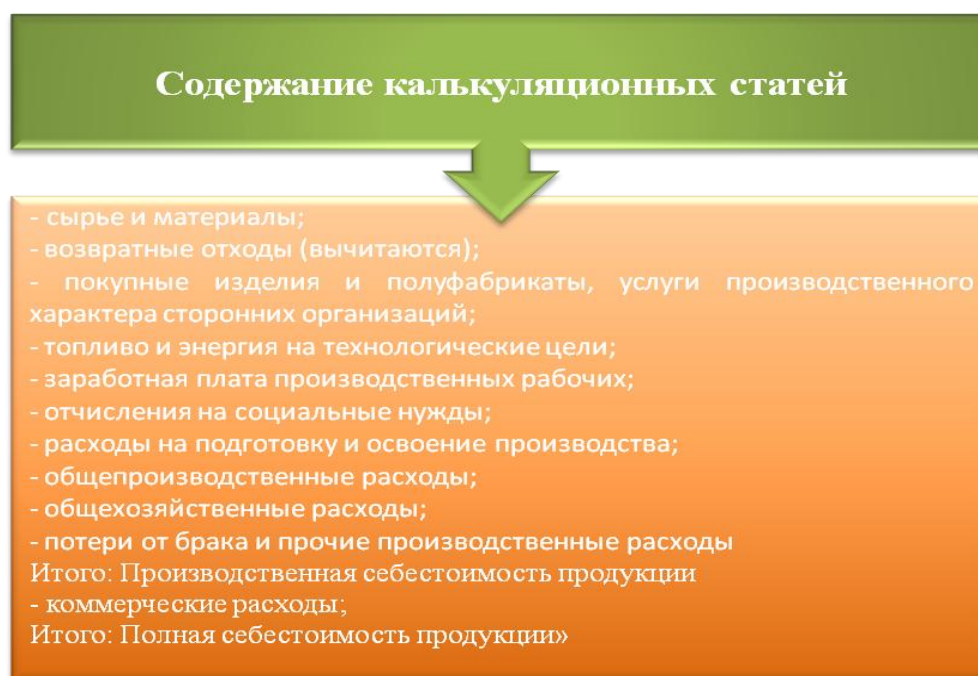 Содержание калькуляционных статей
- сырье и материалы;
- возвратные отходы (вычитаются);
- покупные изделия и полуфабрикаты, услуги производственного
характера сторонних организаций;
- топливо и энергия на технологические цели;
- заработная плата производственных рабочих;
- отчисления на социальные нужды;
- расходы на подготовку и освоение производства;
- общепроизводственные расходы;
- общехозяйственные расходы;
- потери от брака и прочие производственные расходы
Итого: Производственная себестоимость продукции
- коммерческие расходы;
Итого: Полная себестоимость продукции»